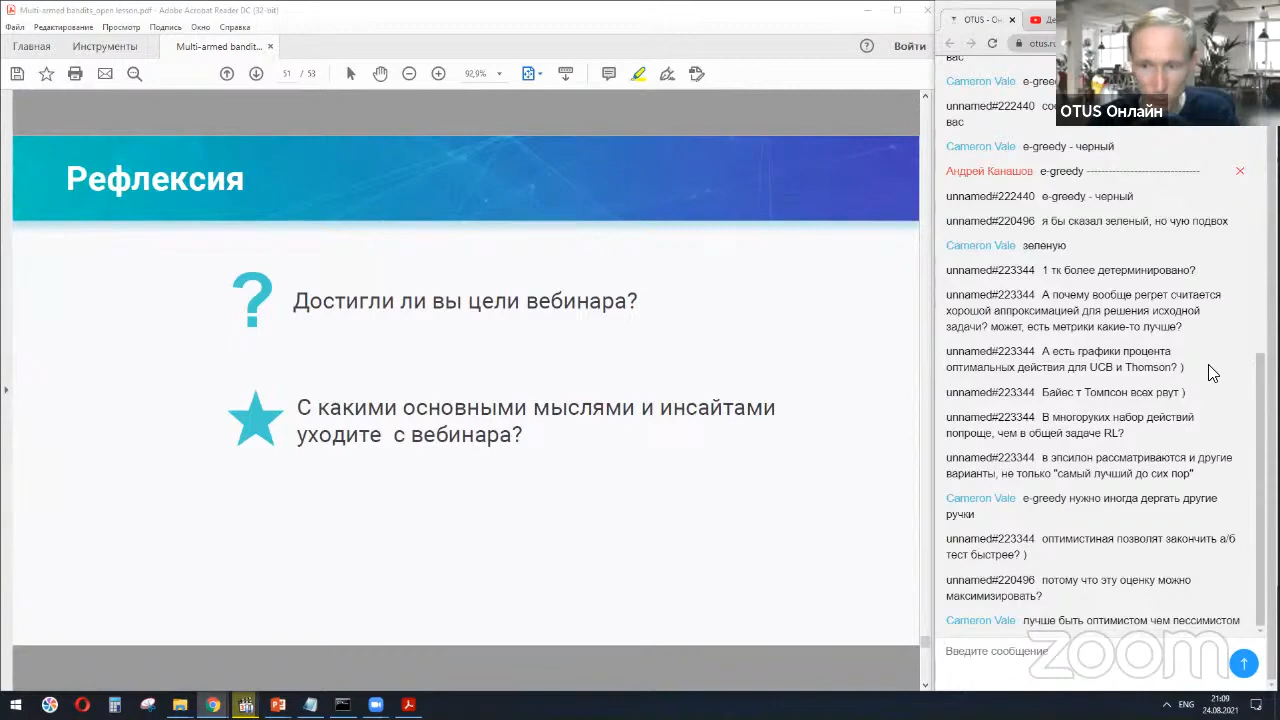 Multi-armed bandits_open lesson.pdf - Adobe Acrobat Reader DC (32-bit)
Файл Редактирование Просмотр Подпись Окно Справка
Главная Инструменты Multi-armed bandit... × Войти
51 / 53 92,9%
Рефлексия
? Достигли ли вы цели вебинара?
С какими основными мыслями и инсайтами
уходите с вебинара?
OTUS - Он
otus.ru
OTUS Онлайн
вас
Cameron Vale
unnamed#222440
вас
Cameron Vale e-greedy - черный
Андрей Канашов e-greedy --------------------------------
unnamed#222440 e-greedy - черный
unnamed#220496 я бы сказал зеленый, но чую подвох
Cameron Vale зеленую
unnamed#223344 1 тк более детерминировано?
unnamed#223344 А почему вообще регрет считается
хорошой аппроксимацией для решения исходной
задачи? может, есть метрики какие-то лучше?
unnamed#223344 А есть графики процента
оптимальных действия для UCB и Thomson? )
unnamed#223344 Байес т Томпсон всех рвут )
unnamed#223344 В многоруких набор действий
попроще, чем в общей задаче RL?
unnamed#223344 в эпсилон рассматриваются и другие
варианты, не только "самый лучший до сих пор"
Cameron Vale e-greedy нужно иногда дергать другие
ручки
unnamed#223344 оптимистиная позволят закончить а/б
тест быстрее? )
unnamed#220496 потому что эту оценку можно
максимизировать?
Cameron Vale лучше быть оптимистом чем пессимистом
Введите сообщение
zoom
ENG
21:09
24.08.2021